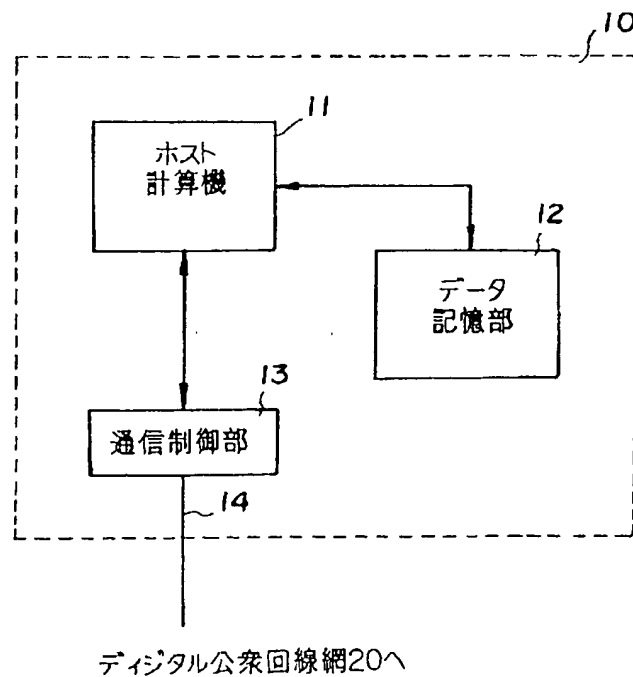 10
11
ホスト
計算機
12
データ
記憶部
13
通信制御部
14
ディジタル公衆回線網20へ